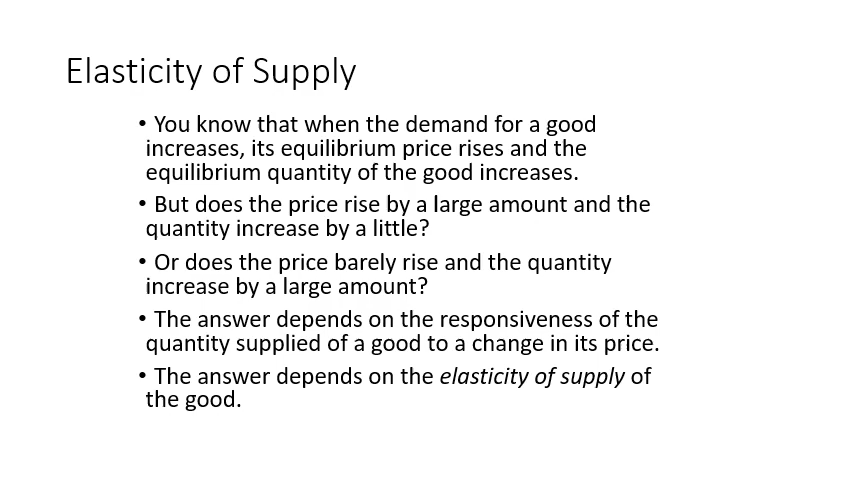 Elasticity of Supply
• You know that when the demand for a good
increases, its equilibrium price rises and the
equilibrium quantity of the good increases.
• But does the price rise by a large amount and the
quantity increase by a little?
• Or does the price barely rise and the quantity
increase by a large amount?
• The answer depends on the responsiveness of the
quantity supplied of a good to a change in its price.
• The answer depends on the elasticity of supply of
the good.